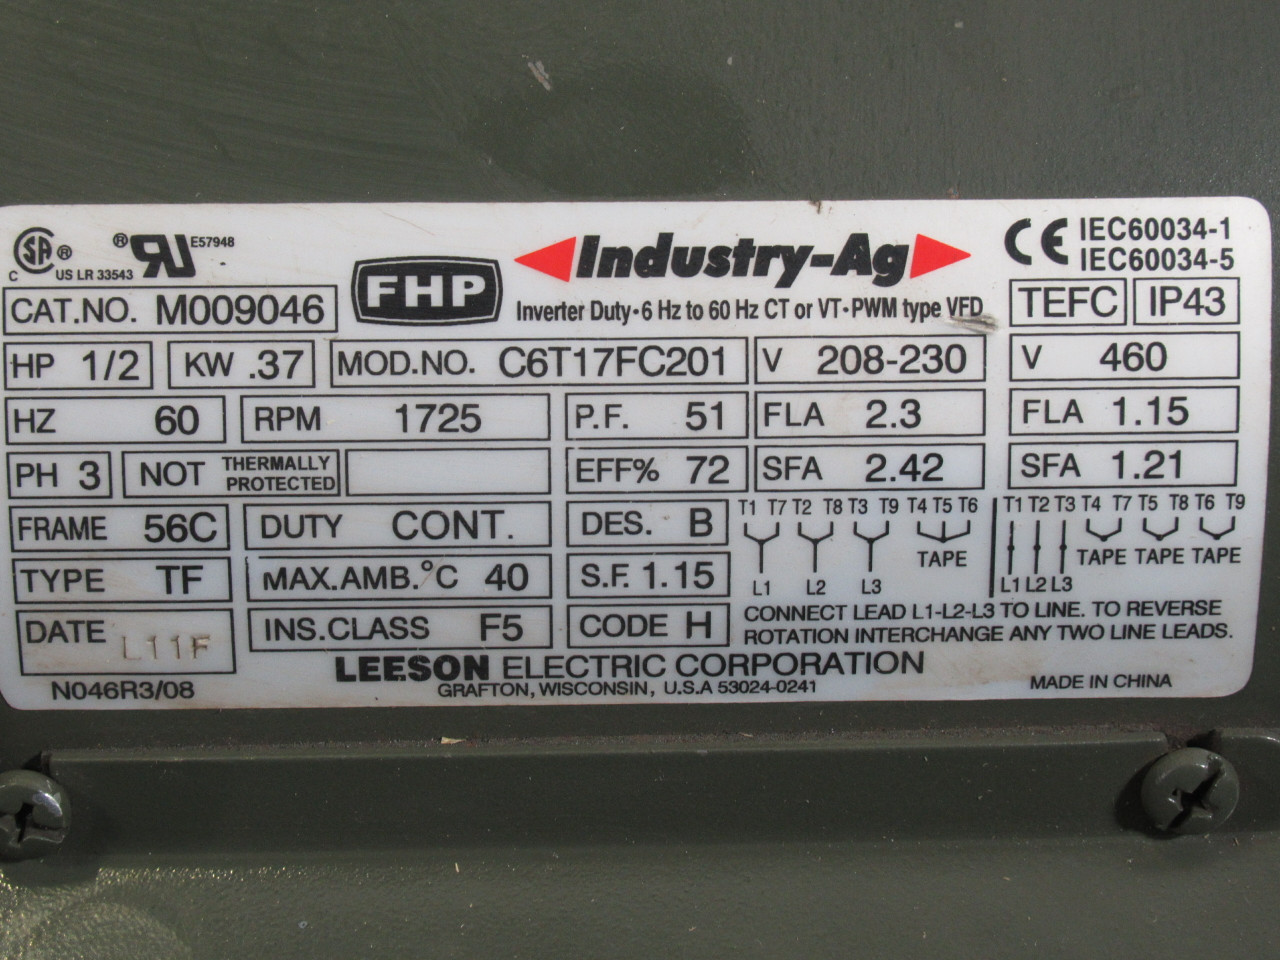 CSA ® C US LR 33543
® RU E57948
FHP
Industry-Ag
Inverter Duty•6 Hz to 60 Hz CT or VT•PWM type VFD
CE IEC60034-1
IEC60034-5
CAT.NO. M009046
TEFC IP43
HP 1/2 KW .37 MOD.NO. C6T17FC201 V 208-230 V 460
HZ 60 RPM 1725 P.F. 51 FLA 2.3 FLA 1.15
PH 3 NOT THERMALLY PROTECTED EFF% 72 SFA 2.42 SFA 1.21
FRAME 56C DUTY CONT. DES. B
T1 T7 T2 T8 T3 T9 T4 T5 T6 T1 T2 T3 T4 T7 T5 T8 T6 T9
TAPE TAPE TAPE TAPE
TYPE TF MAX.AMB.°C 40 S.F. 1.15
L1 L2 L3 L1 L2 L3
DATE L11F INS.CLASS F5 CODE H
CONNECT LEAD L1-L2-L3 TO LINE. TO REVERSE
ROTATION INTERCHANGE ANY TWO LINE LEADS.
LEESON ELECTRIC CORPORATION
N046R3/08 GRAFTON, WISCONSIN, U.S.A 53024-0241 MADE IN CHINA